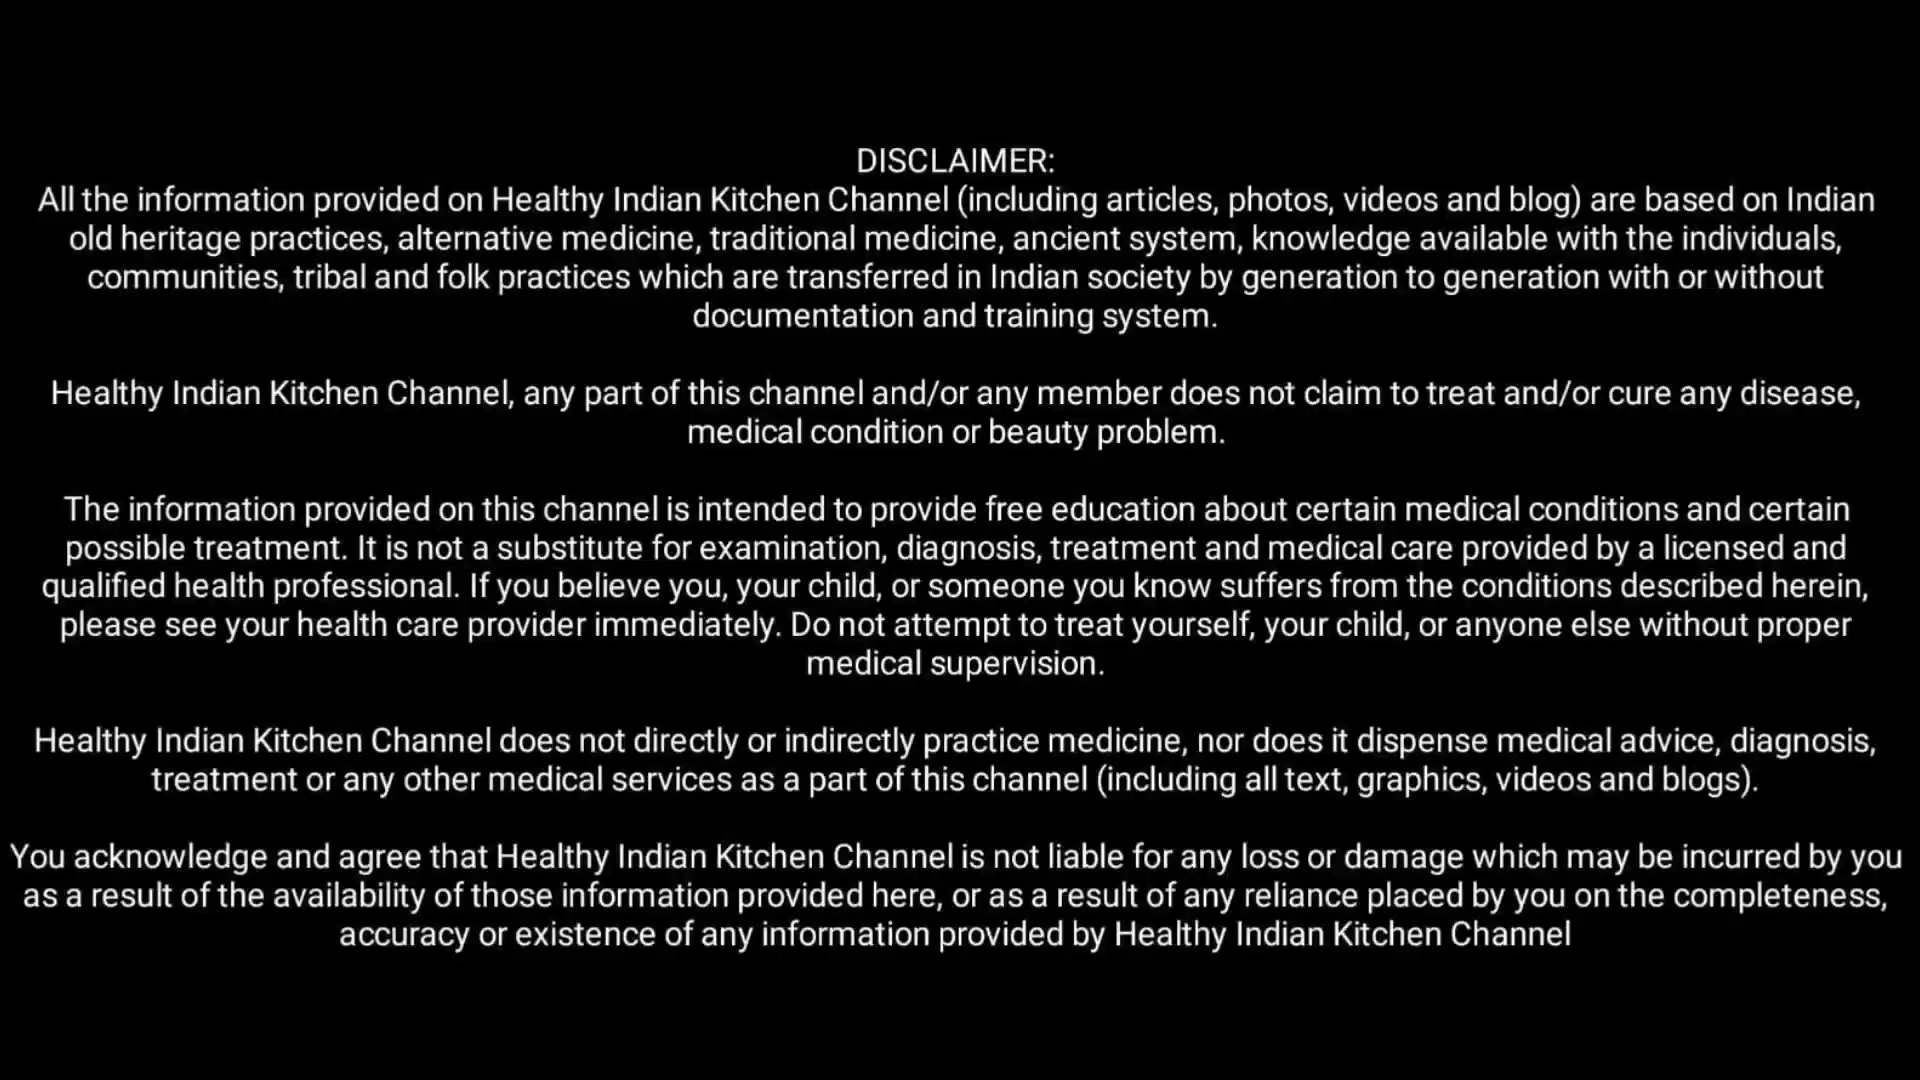 DISCLAIMER:
All the information provided on Healthy Indian Kitchen Channel (including articles, photos, videos and blog) are based on Indian
old heritage practices, alternative medicine, traditional medicine, ancient system, knowledge available with the individuals,
communities, tribal and folk practices which are transferred in Indian society by generation to generation with or without
documentation and training system.
Healthy Indian Kitchen Channel, any part of this channel and/or any member does not claim to treat and/or cure any disease,
medical condition or beauty problem.
The information provided on this channel is intended to provide free education about certain medical conditions and certain
possible treatment. It is not a substitute for examination, diagnosis, treatment and medical care provided by a licensed and
qualified health professional. If you believe you, your child, or someone you know suffers from the conditions described herein,
please see your health care provider immediately. Do not attempt to treat yourself, your child, or anyone else without proper
medical supervision.
Healthy Indian Kitchen Channel does not directly or indirectly practice medicine, nor does it dispense medical advice, diagnosis,
treatment or any other medical services as a part of this channel (including all text, graphics, videos and blogs).
You acknowledge and agree that Healthy Indian Kitchen Channel is not liable for any loss or damage which may be incurred by you
as a result of the availability of those information provided here, or as a result of any reliance placed by you on the completeness,
accuracy or existence of any information provided by Healthy Indian Kitchen Channel